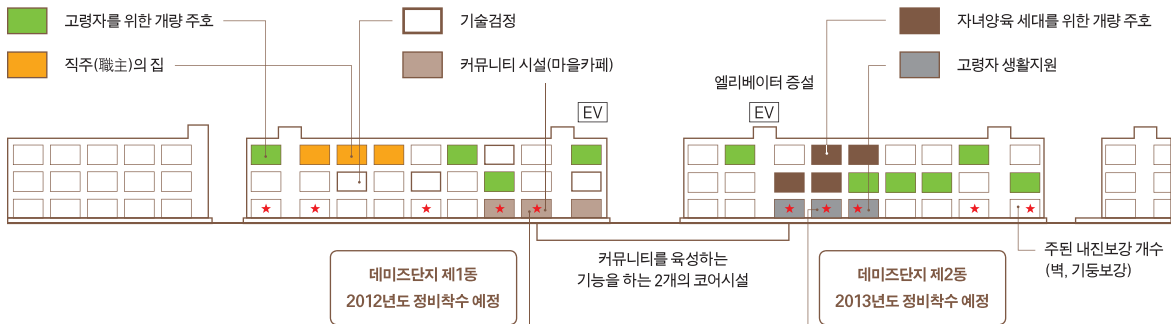 고령자를 위한 개량 주호
기술검정
자녀양육 세대를 위한 개량 주호
직주(職主)의 집
커뮤니티 시설(마을카페)
고령자 생활지원
엘리베이터 증설
EV
EV
데미즈단지 제1동
2012년도 정비착수 예정
커뮤니티를 육성하는
기능을 하는 2개의 코어시설
데미즈단지 제2동
2013년도 정비착수 예정
주된 내진보강 개수
(벽, 기둥보강)